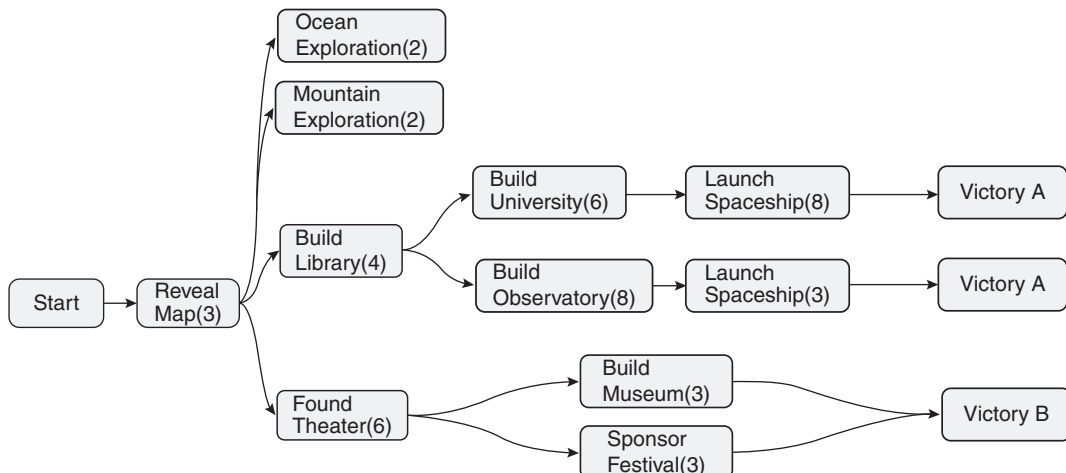 Ocean
Exploration(2)
Mountain
Exploration(2)
Build
University(6)
Launch
Spaceship(8)
Victory A
Build
Library(4)
Start
Reveal
Map(3)
Build
Observatory(8)
Launch
Spaceship(3)
Victory A
Found
Theater(6)
Build
Museum(3)
Victory B
Sponsor
Festival(3)